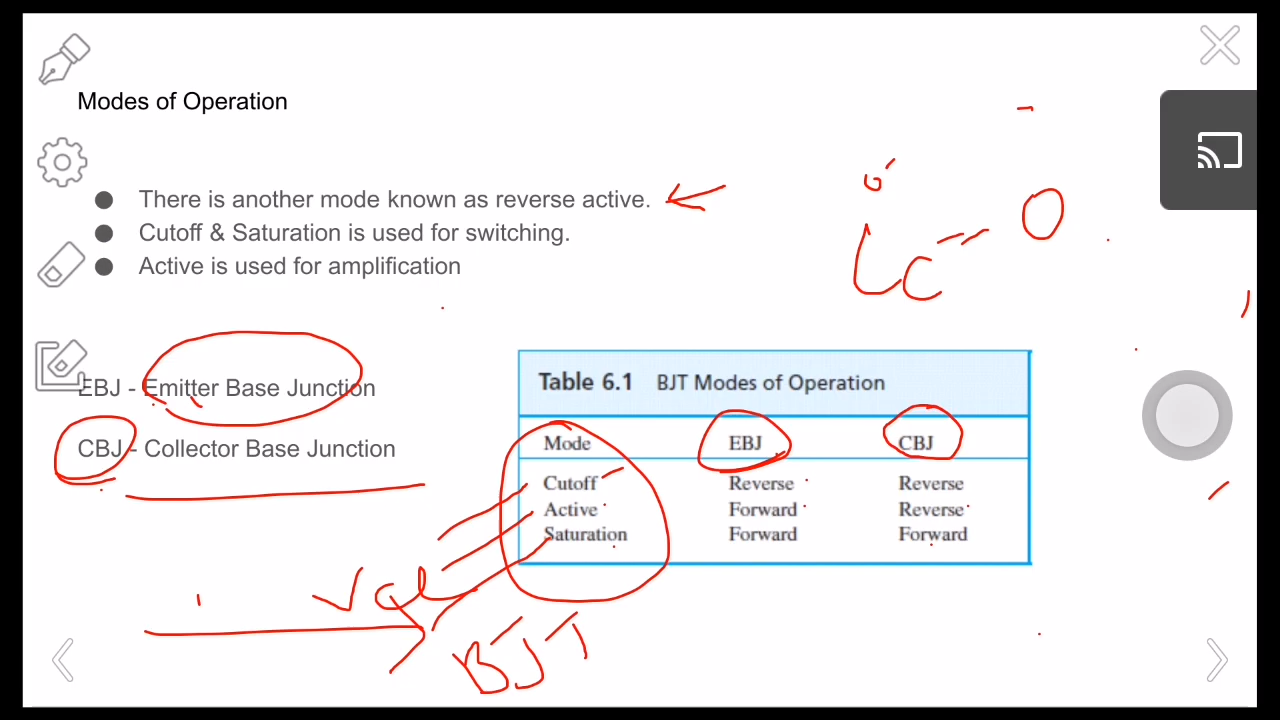 Modes of Operation
● There is another mode known as reverse active.
● Cutoff & Saturation is used for switching.
● Active is used for amplification
EBJ - Emitter Base Junction
CBJ - Collector Base Junction
Table 6.1 BJT Modes of Operation
Mode EBJ CBJ
Cutoff Reverse Reverse
Active Forward Reverse
Saturation Forward Forward
BJT